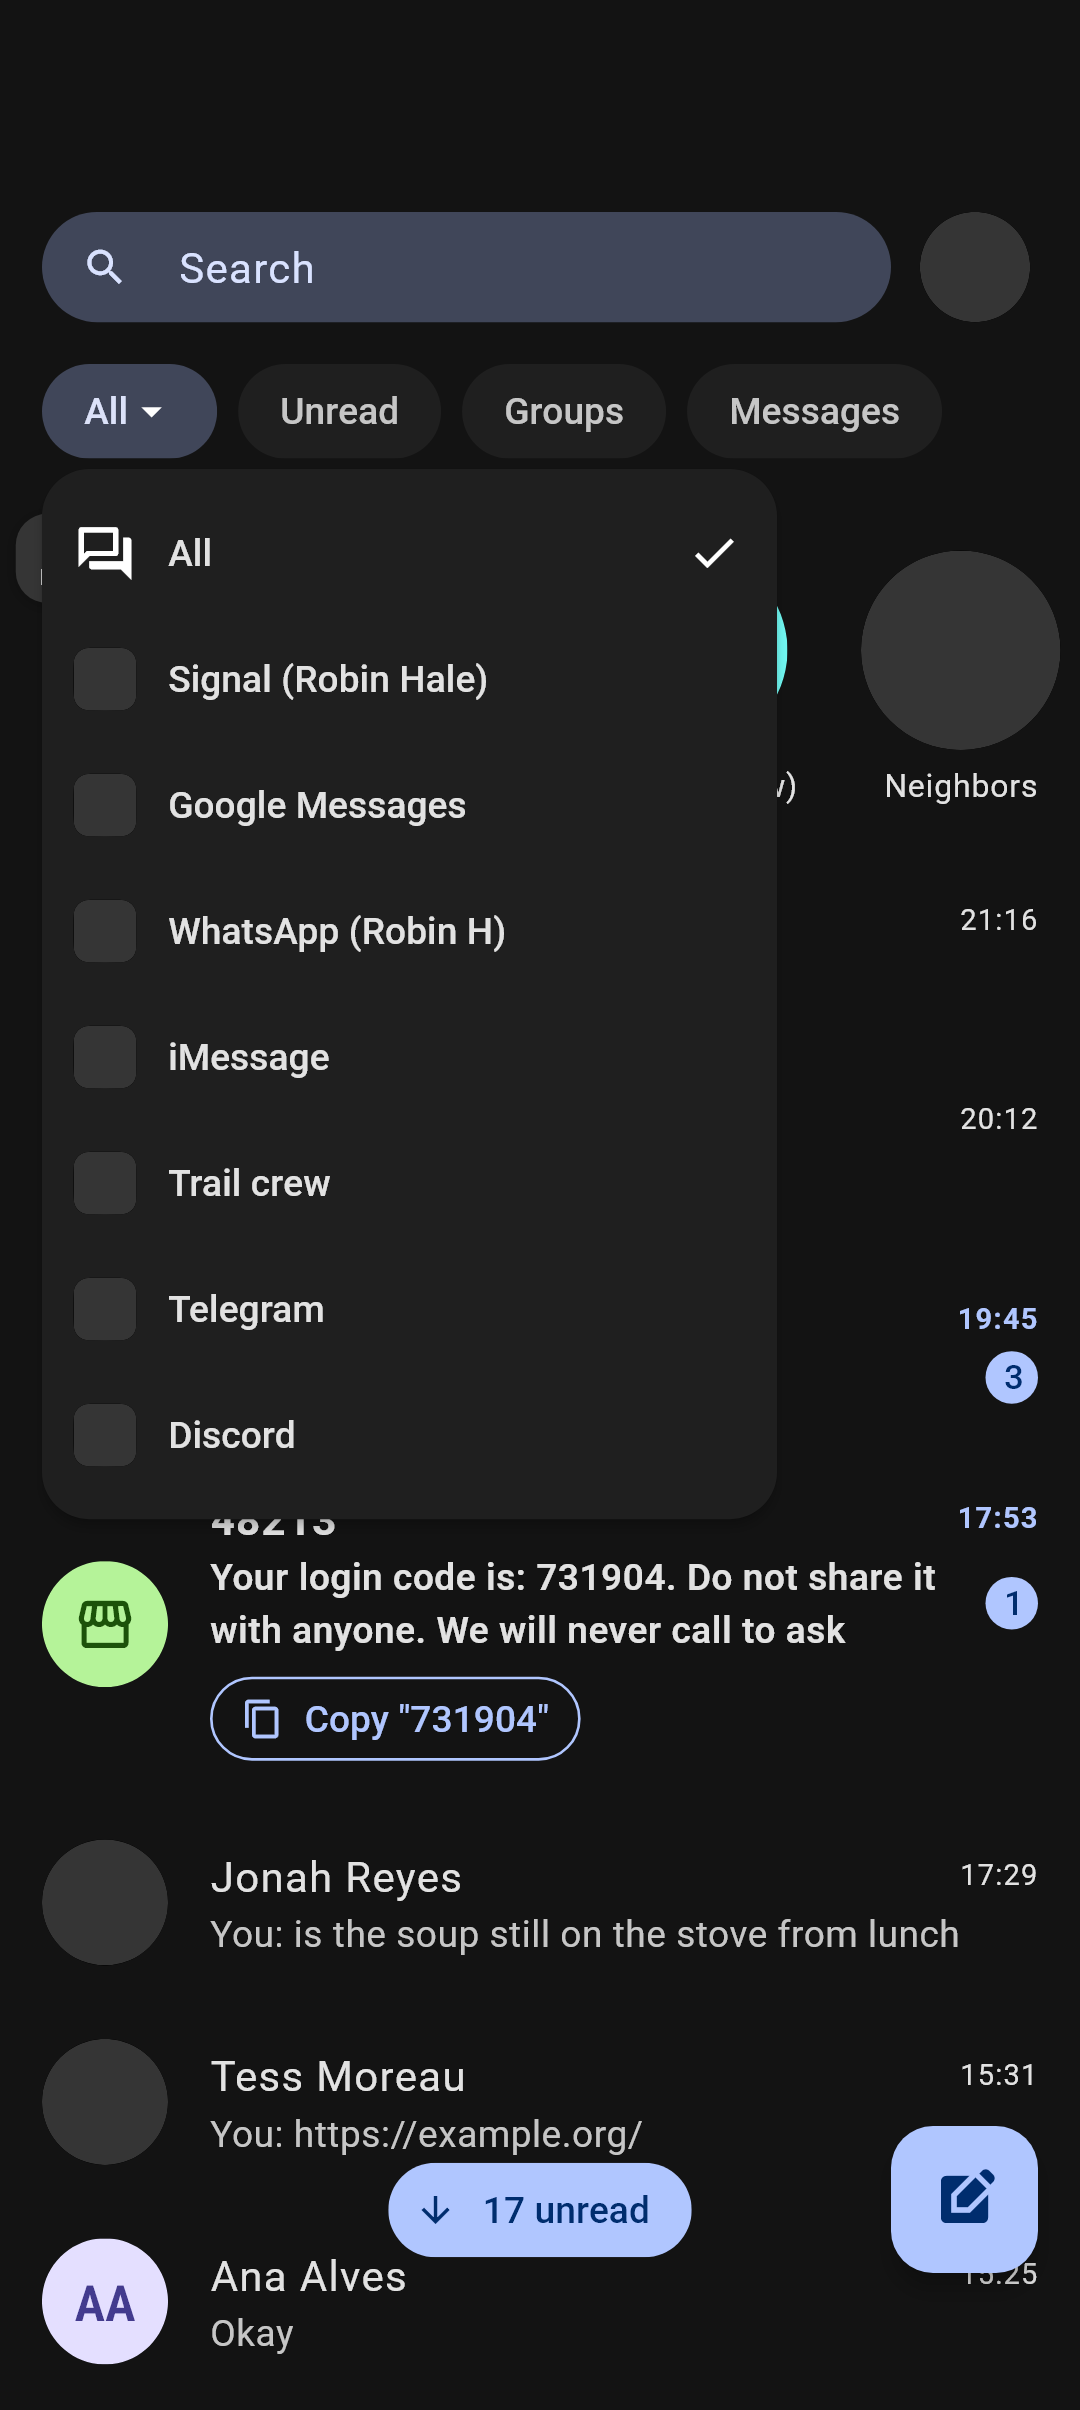 Search
All
Unread
Groups
Messages
All
Signal (Robin Hale)
Google Messages
WhatsApp (Robin H)
iMessage
Trail crew
Telegram
Discord
Neighbors
21:16
20:12
19:45
3
48213
17:53
Your login code is: 731904. Do not share it
with anyone. We will never call to ask
1
Copy "731904"
Jonah Reyes
17:29
You: is the soup still on the stove from lunch
Tess Moreau
15:31
You: https://example.org/
17 unread
AA
Ana Alves
15:25
Okay